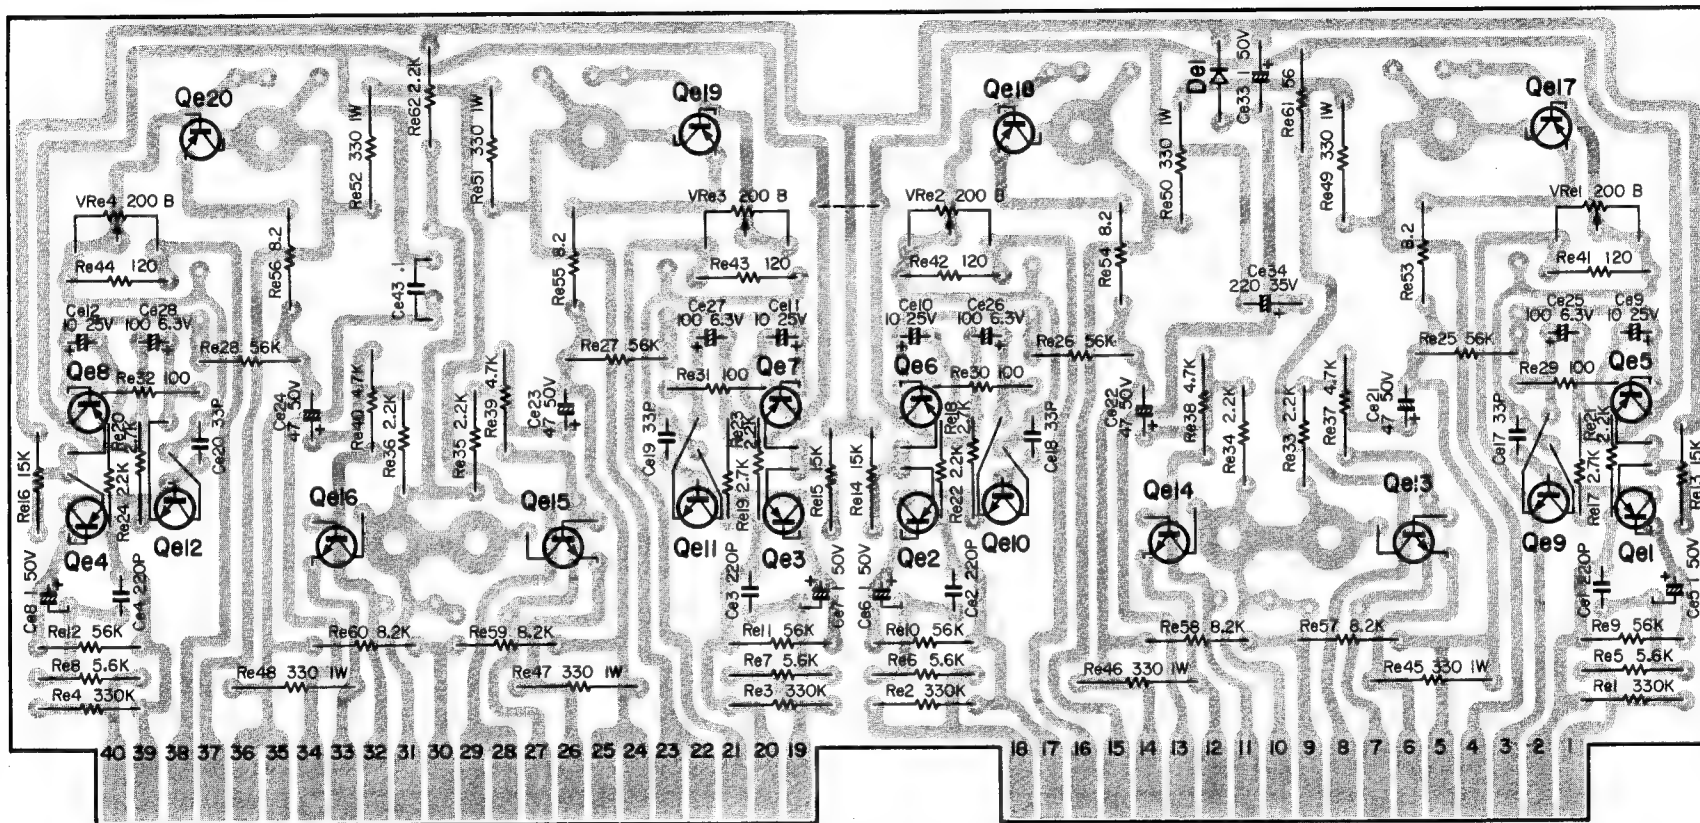 Re62 2.2K
De1
Ce33 1 50V
Re61 56
Qe20
Re52 330 1W
Re51 330 1W
Qe19
Qe18
Re50 330 1W
Re49 330 1W
Qe17
VRe4 200 B
VRe3 200 B
VRe2 200 B
VRe1 200 B
Re44 120
Re56 8.2
Ce43 .1
Re55 8.2
Re43 120
Re42 120
Re54 8.2
Ce34
220 35V
Re53 8.2
Re41 120
Ce12
10 25V
Ce28
100 6.3V
Ce27
100 6.3V
Ce11
10 25V
Ce10
10 25V
Ce26
100 6.3V
Ce25
100 6.3V
Ce9
10 25V
Re28 56K
Re27 56K
Re26 56K
Re25 56K
Qe8
Re32 100
Re31 100
Qe7
Qe6
Re30 100
Re29 100
Qe5
Ce24
47 50V
Re40 4.7K
Re36 2.2K
Re35 2.2K
Re39 4.7K
Ce23
47 50V
Ce22
47 50V
Re38 4.7K
Re34 2.2K
Re33 2.2K
Re37 4.7K
Ce21
47 50V
Re16 15K
Re24 2.2K
Re20 2.7K
Ce20 33P
Ce19 33P
Re19 2.7K
Re23 2.2K
Re15 15K
Re14 15K
Re22 2.2K
Re18 2.7K
Ce18 33P
Ce17 33P
Re17 2.7K
Re21 2.2K
Re13 15K
Qe4
Qe12
Qe16
Qe15
Qe11
Qe3
Qe2
Qe10
Qe14
Qe13
Qe9
Qe1
Ce8 1 50V
Ce4 220P
Ce3 220P
Ce7 1 50V
Ce6 1 50V
Ce2 220P
Ce1 220P
Ce5 1 50V
Re12 56K
Re60 8.2K
Re59 8.2K
Re11 56K
Re10 56K
Re58 8.2K
Re57 8.2K
Re9 56K
Re8 5.6K
Re48 330 1W
Re47 330 1W
Re7 5.6K
Re6 5.6K
Re46 330 1W
Re45 330 1W
Re5 5.6K
Re4 330K
Re3 330K
Re2 330K
Re1 330K
40 39 38 37 36 35 34 33 32 31 30 29 28 27 26 25 24 23 22 21 20 19 18 17 16 15 14 13 12 11 10 9 8 7 6 5 4 3 2 1